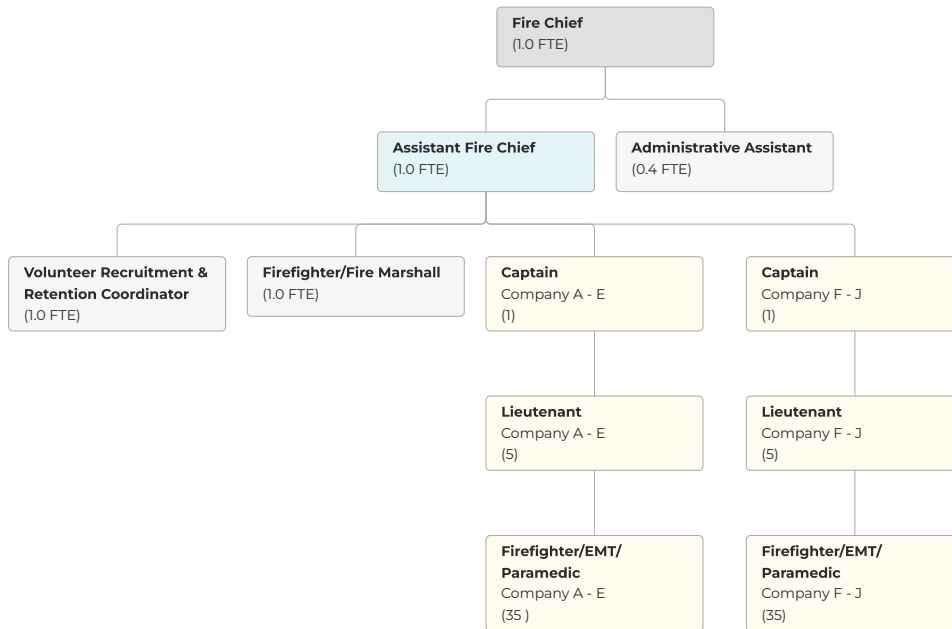 Fire Chief
(1.0 FTE)
Assistant Fire Chief
(1.0 FTE)
Administrative Assistant
(0.4 FTE)
Volunteer Recruitment &
Retention Coordinator
(1.0 FTE)
Firefighter/Fire Marshall
(1.0 FTE)
Captain
Company A - E
(1)
Captain
Company F - J
(1)
Lieutenant
Company A - E
(5)
Lieutenant
Company F - J
(5)
Firefighter/EMT/
Paramedic
Company A - E
(35 )
Firefighter/EMT/
Paramedic
Company F - J
(35)